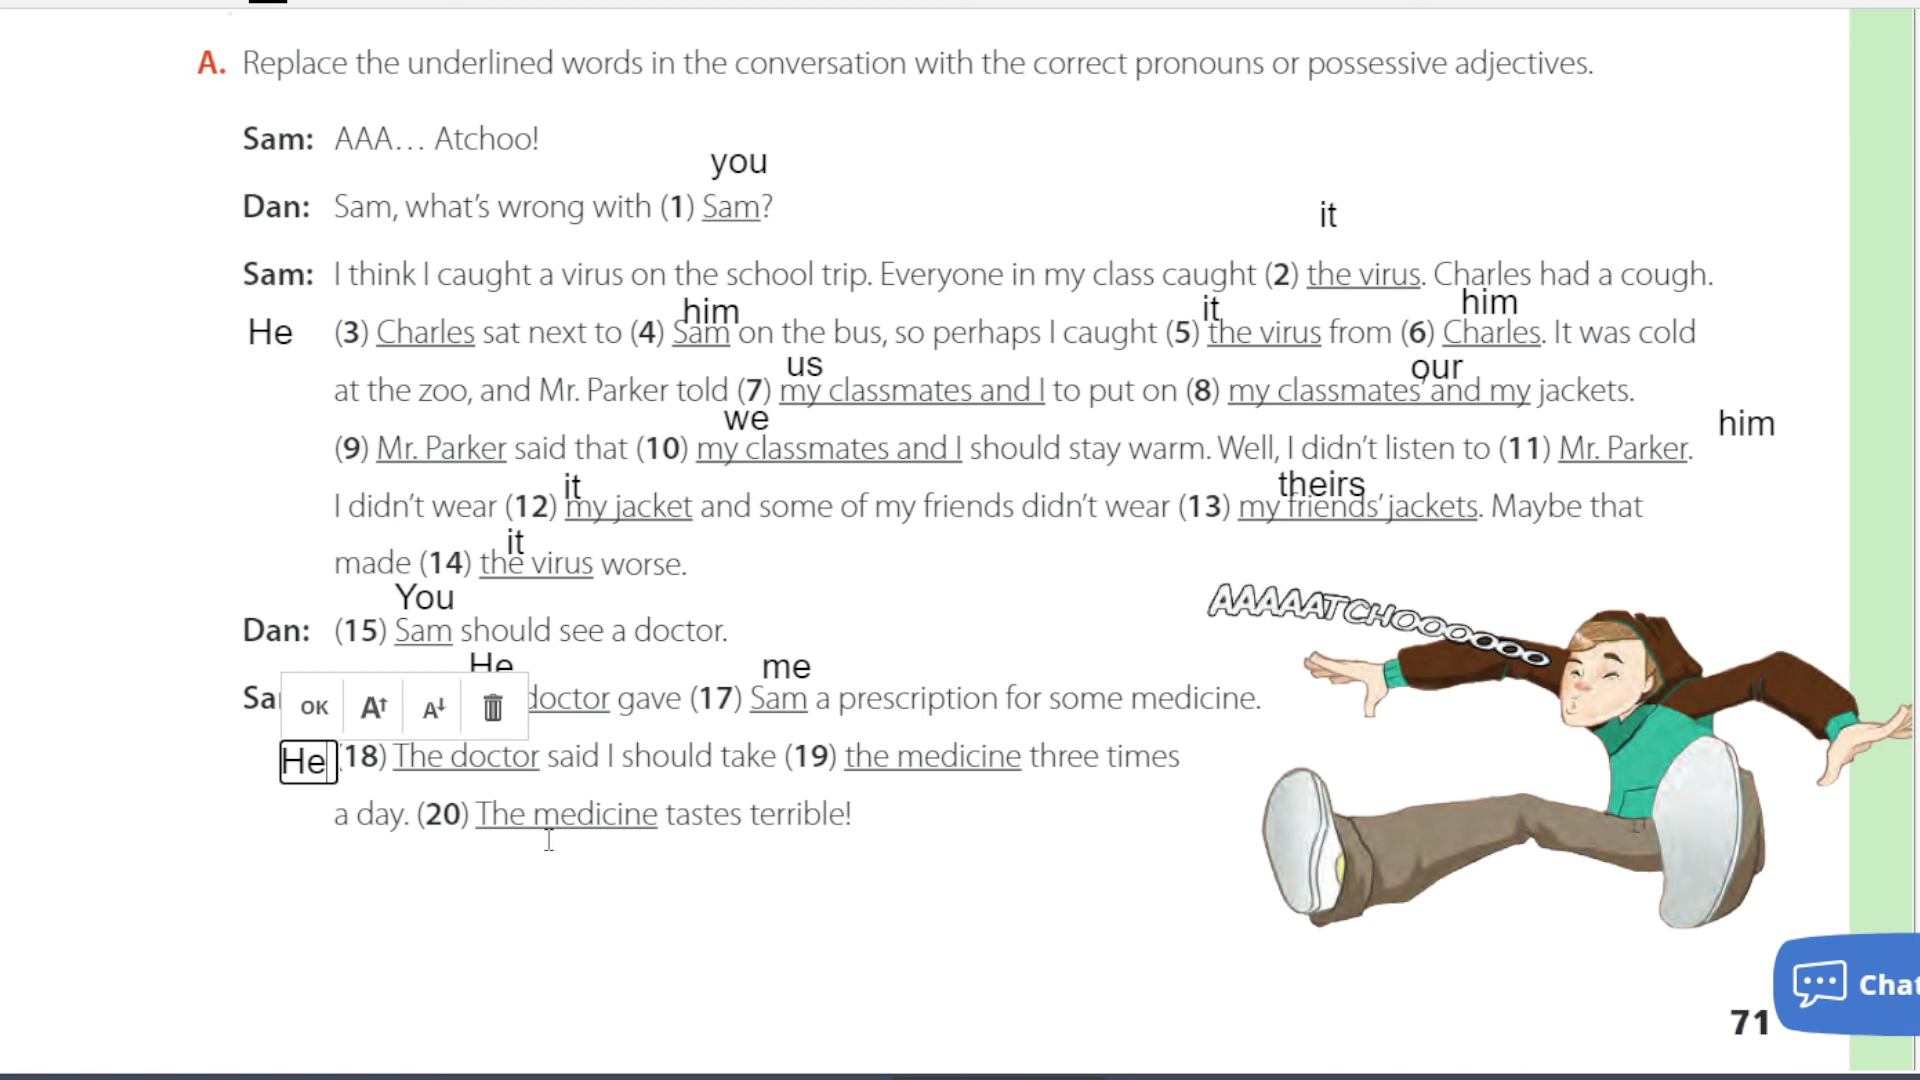 A. Replace the underlined words in the conversation with the correct pronouns or possessive adjectives.
Sam: AAA… Atchoo!
you
Dan: Sam, what's wrong with (1) Sam?
it
Sam: I think I caught a virus on the school trip. Everyone in my class caught (2) the virus. Charles had a cough.
him it him
He (3) Charles sat next to (4) Sam on the bus, so perhaps I caught (5) the virus from (6) Charles. It was cold
us our
at the zoo, and Mr. Parker told (7) my classmates and I to put on (8) my classmates' and my jackets.
we him
(9) Mr. Parker said that (10) my classmates and I should stay warm. Well, I didn't listen to (11) Mr. Parker.
it theirs
I didn't wear (12) my jacket and some of my friends didn't wear (13) my friends' jackets. Maybe that
it
made (14) the virus worse.
You
Dan: (15) Sam should see a doctor.
He me
Sa doctor gave (17) Sam a prescription for some medicine.
OK A A
He (18) The doctor said I should take (19) the medicine three times
a day. (20) The medicine tastes terrible!
AAAAATCHOOOOOO
Chat
71